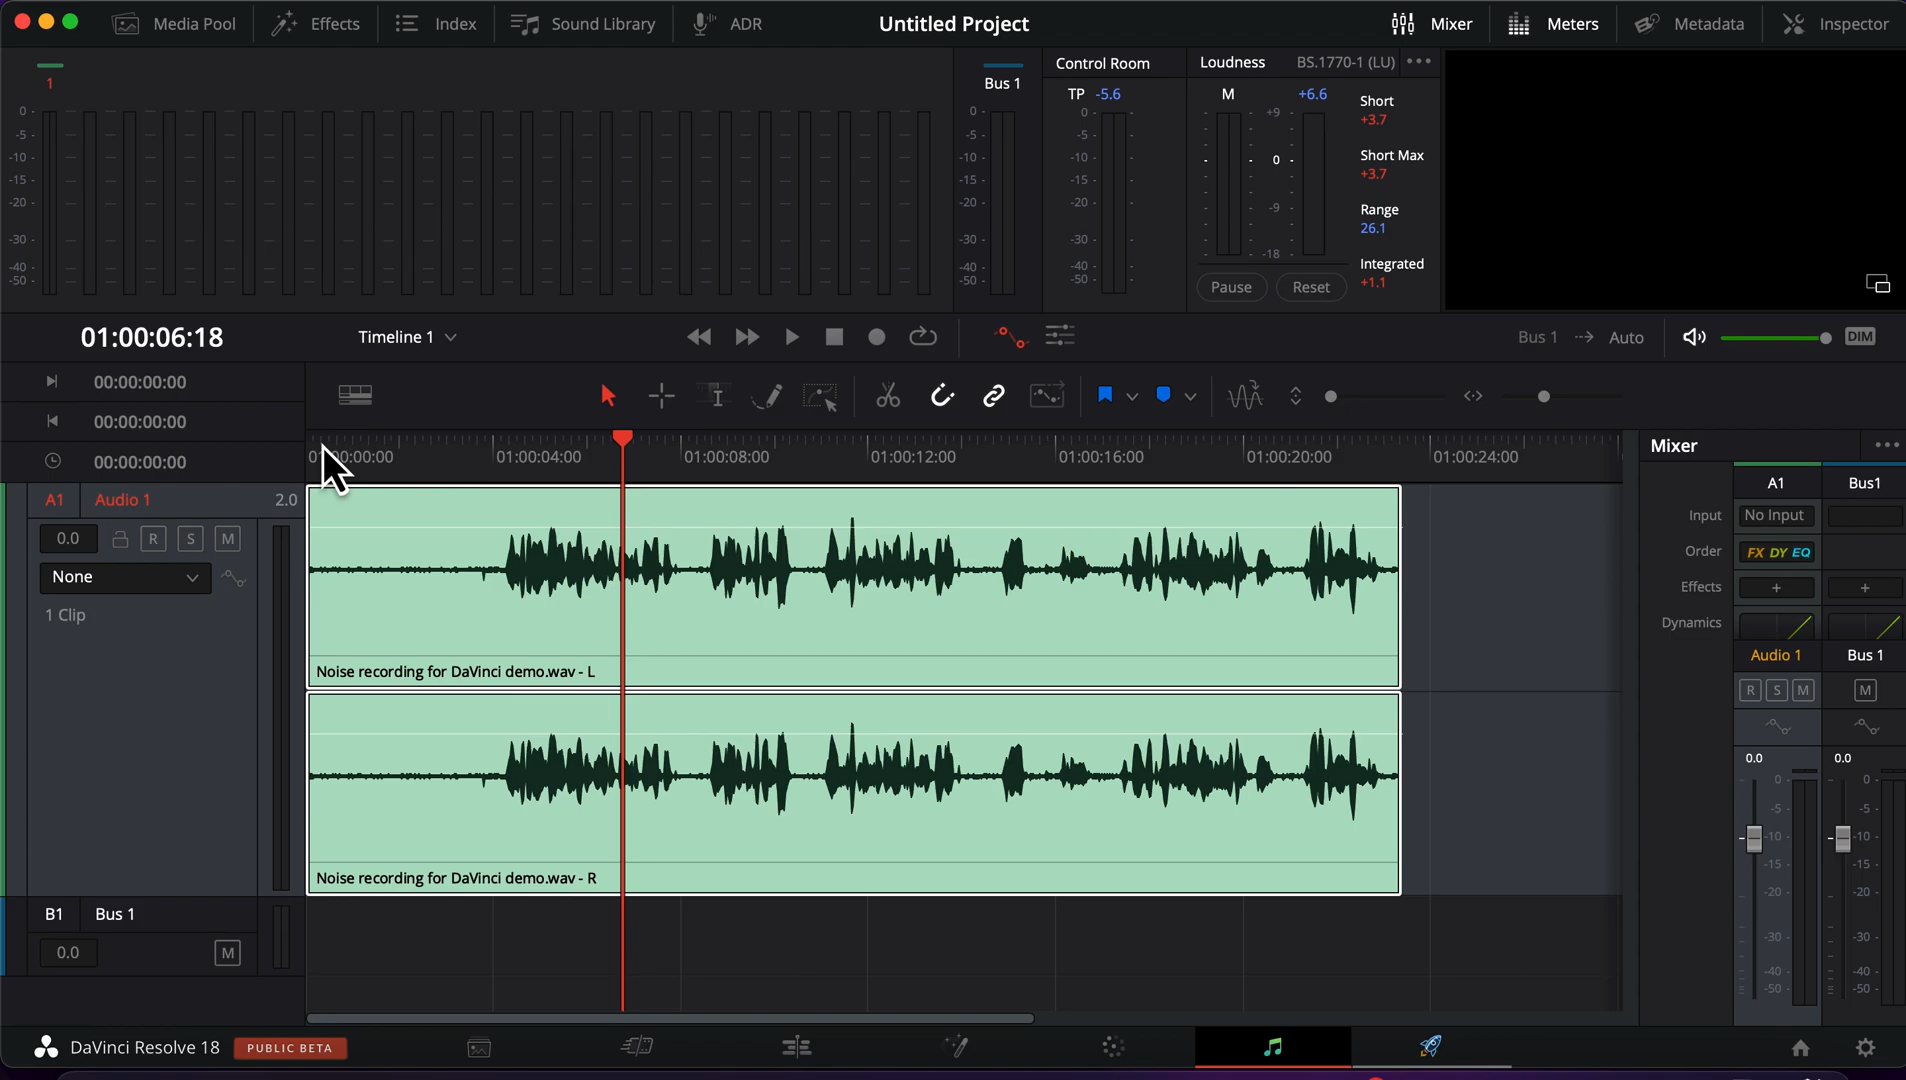 Media Pool Effects Index Sound Library ADR Untitled Project Mixer Meters Metadata Inspector
1 Bus 1 Control Room Loudness BS.1770-1 (LU)
TP -5.6 M +6.6 Short
+3.7
0 -5 -10 -15 -20 -30 -40 -50
0 -5 -10 -15 -20 -30 -40 -50
0 -5 -10 -15 -20 -30 -40 -50
+9 0 -9 -18
Short Max
+3.7
Range
26.1
Integrated
+1.1
Pause Reset
01:00:06:18 Timeline 1 Bus 1 Auto DIM
00:00:00:00
00:00:00:00
00:00:00:00
01:00:04:00 01:00:08:00 01:00:12:00 01:00:16:00 01:00:20:00 01:00:24:00
A1 Audio 1 2.0
0.0 R S M
None
1 Clip
Noise recording for DaVinci demo.wav - L
Noise recording for DaVinci demo.wav - R
B1 Bus 1
0.0 M
Mixer
A1 Bus1
Input No Input
Order FX DY EQ
Effects + +
Dynamics
Audio 1 Bus 1
R S M M
0.0 0.0
0 -5 -10 -15 -20 -30 -40 -50
0 -5 -10 -15 -20 -30 -40 -50
DaVinci Resolve 18 PUBLIC BETA